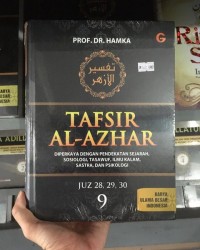 PROF. DR. HAMKA
تفسير
الأزهر
TAFSIR
AL-AZHAR
DIPERKAYA DENGAN PENDEKATAN SEJARAH,
SOSIOLOGI, TASAWUF, ILMU KALAM,
SASTRA, DAN PSIKOLOGI
JUZ 28, 29, 30
9
KARYA
ULAMA BESAR
INDONESIA